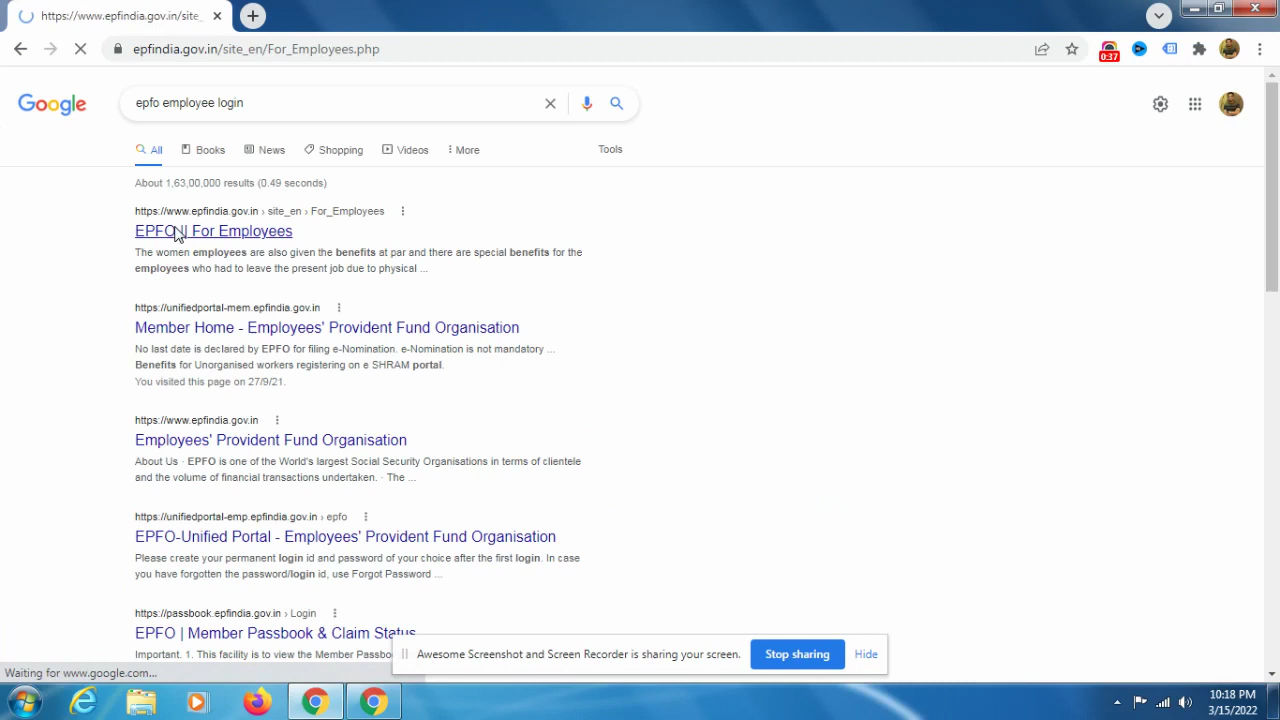 https://www.epfindia.gov.in/site_
epfindia.gov.in/site_en/For_Employees.php
0:37
Google
epfo employee login
All Books News Shopping Videos More Tools
About 1,63,00,000 results (0.49 seconds)
https://www.epfindia.gov.in › site_en › For_Employees
EPFO || For Employees
The women employees are also given the benefits at par and there are special benefits for the
employees who had to leave the present job due to physical ...
https://unifiedportal-mem.epfindia.gov.in
Member Home - Employees' Provident Fund Organisation
No last date is declared by EPFO for filing e-Nomination. e-Nomination is not mandatory ...
Benefits for Unorganised workers registering on e SHRAM portal.
You visited this page on 27/9/21.
https://www.epfindia.gov.in
Employees' Provident Fund Organisation
About Us · EPFO is one of the World's largest Social Security Organisations in terms of clientele
and the volume of financial transactions undertaken. · The ...
https://unifiedportal-emp.epfindia.gov.in › epfo
EPFO-Unified Portal - Employees' Provident Fund Organisation
Please create your permanent login id and password of your choice after the first login. In case
you have forgotten the password/login id, use Forgot Password ...
https://passbook.epfindia.gov.in › Login
EPFO | Member Passbook & Claim Status
Important. 1. This facility is to view the Member Passbo
Awesome Screenshot and Screen Recorder is sharing your screen. Stop sharing Hide
Waiting for www.google.com...
10:18 PM
3/15/2022